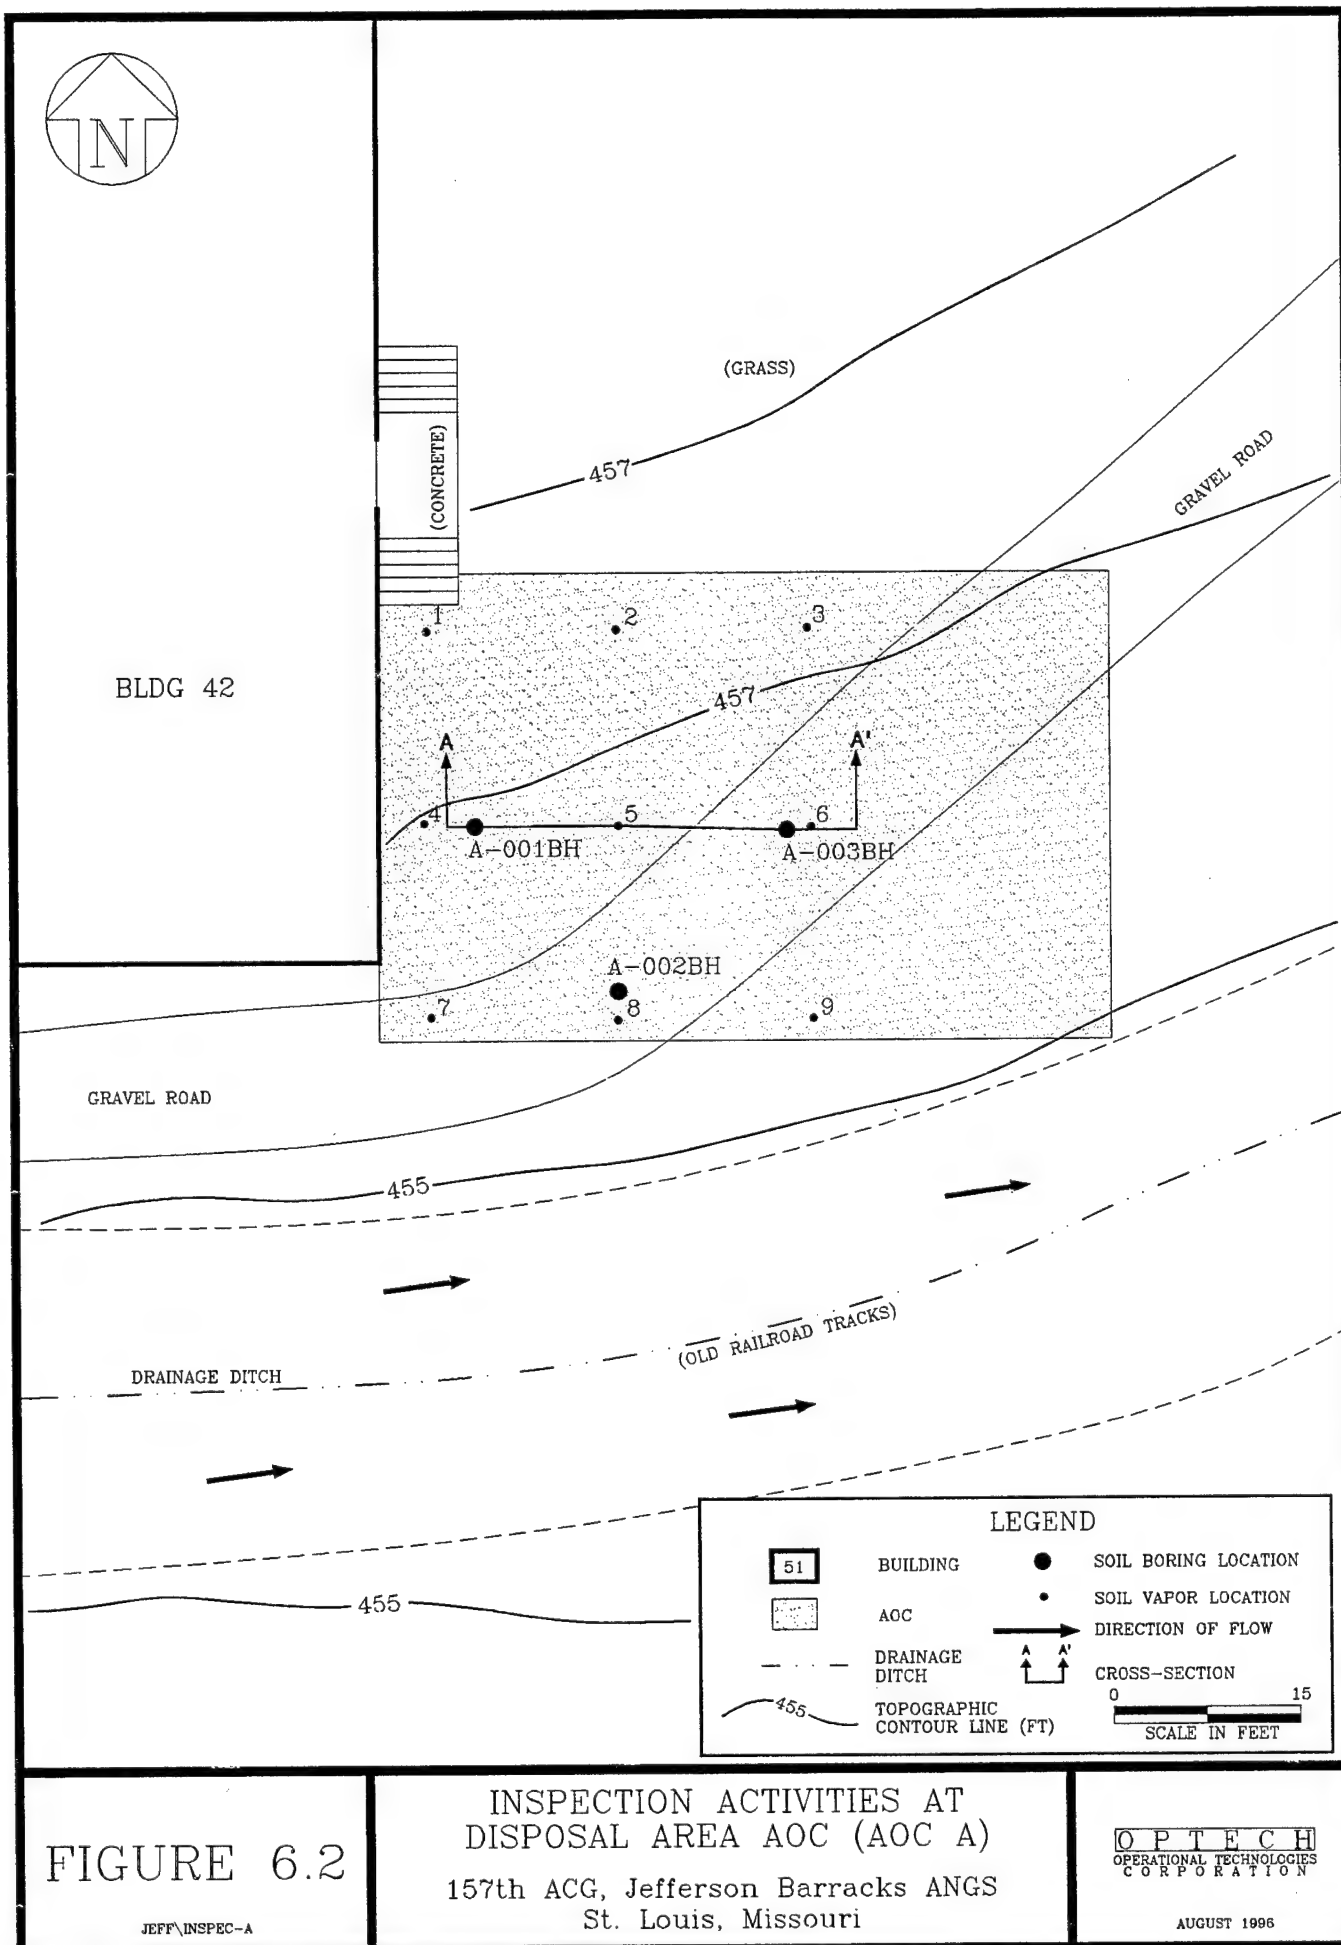 N
(GRASS)
457
(CONCRETE)
GRAVEL ROAD
1
2
3
BLDG 42
457
A
A'
4
5
6
A-001BH
A-003BH
A-002BH
7
8
9
GRAVEL ROAD
455
(OLD RAILROAD TRACKS)
DRAINAGE DITCH
455
LEGEND
51
BUILDING
SOIL BORING LOCATION
AOC
SOIL VAPOR LOCATION
DIRECTION OF FLOW
DRAINAGE
DITCH
A A'
CROSS-SECTION
455
TOPOGRAPHIC
CONTOUR LINE (FT)
0 15
SCALE IN FEET
FIGURE 6.2
JEFF\INSPEC-A
INSPECTION ACTIVITIES AT
DISPOSAL AREA AOC (AOC A)
157th ACG, Jefferson Barracks ANGS
St. Louis, Missouri
OPTECH
OPERATIONAL TECHNOLOGIES
CORPORATION
AUGUST 1996